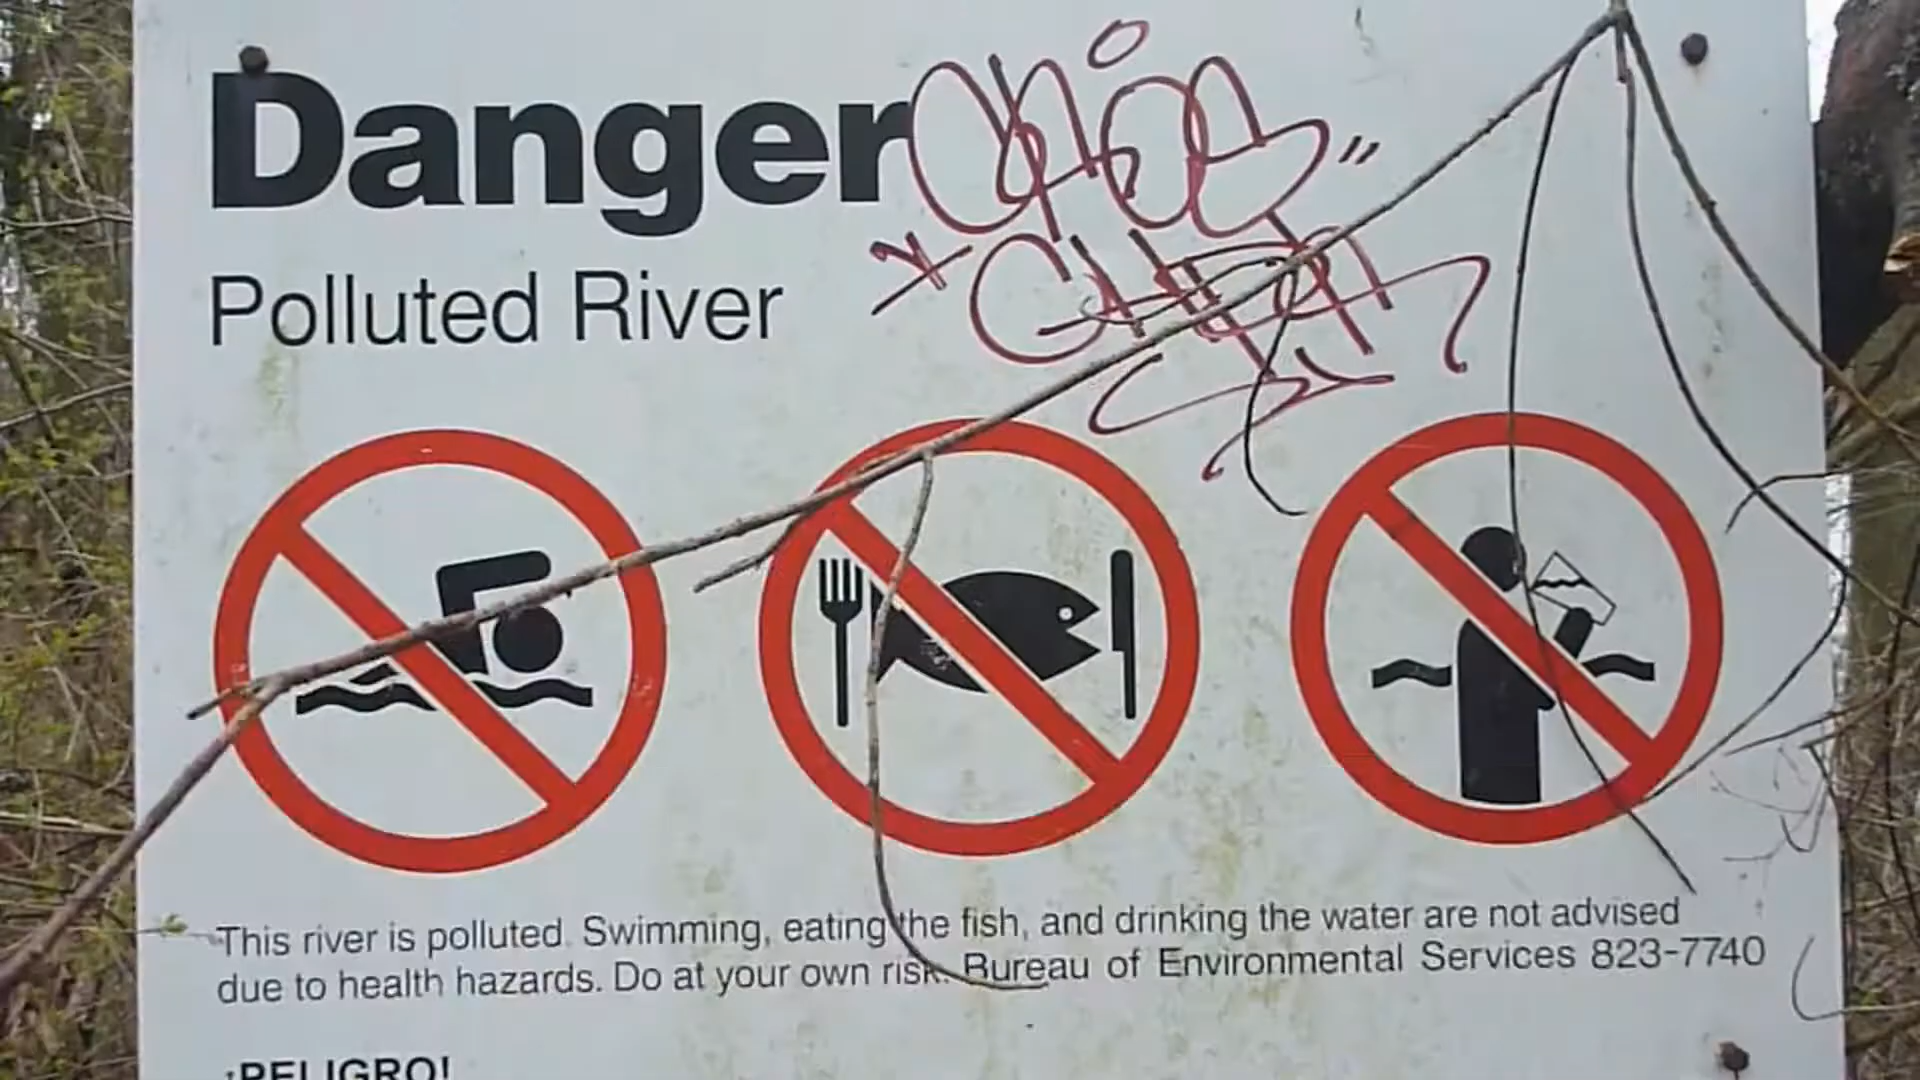 Danger
Polluted River
This river is polluted. Swimming, eating the fish, and drinking the water are not advised
due to health hazards. Do at your own risk. Bureau of Environmental Services 823-7740
¡PELIGRO!